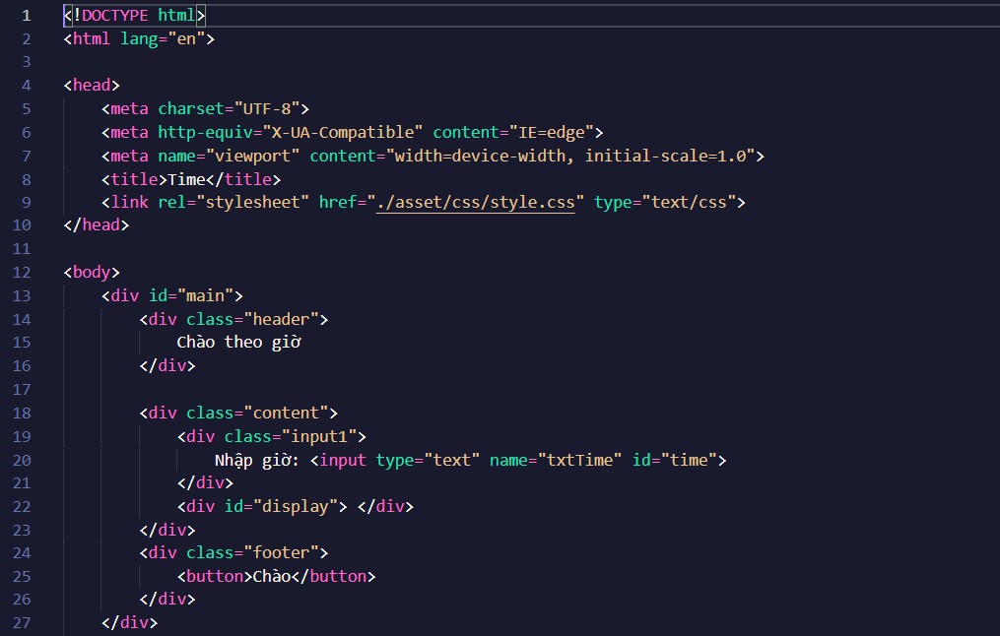 1 <!DOCTYPE html>
2 <html lang="en">
3
4 <head>
5     <meta charset="UTF-8">
6     <meta http-equiv="X-UA-Compatible" content="IE=edge">
7     <meta name="viewport" content="width=device-width, initial-scale=1.0">
8     <title>Time</title>
9     <link rel="stylesheet" href="./asset/css/style.css" type="text/css">
10 </head>
11
12 <body>
13     <div id="main">
14         <div class="header">
15             Chào theo giờ
16         </div>
17
18         <div class="content">
19             <div class="input1">
20                 Nhập giờ: <input type="text" name="txtTime" id="time">
21             </div>
22             <div id="display"> </div>
23         </div>
24         <div class="footer">
25             <button>Chào</button>
26         </div>
27     </div>